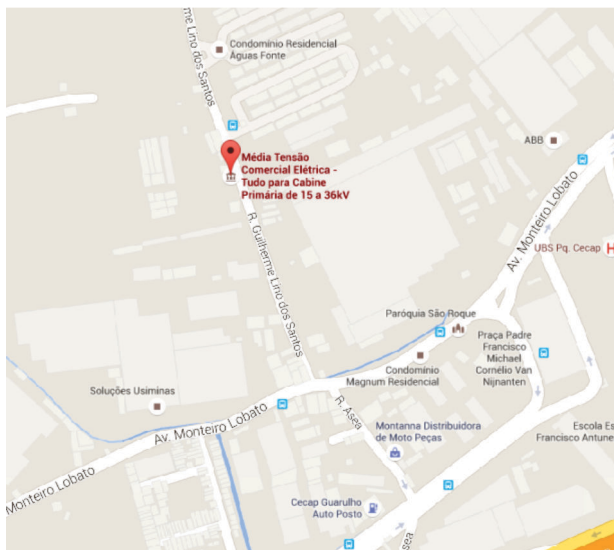 erme Lino dos Santos
Condomínio Residencial
Águas Fonte
ABB
Média Tensão
Comercial Elétrica -
Tudo para Cabine
Primária de 15 a 36kV
Av. Monteiro Lobato
UBS Pq. Cecap
H
R. Guilherme Lino dos Santos
Paróquia São Roque
Praça Padre
Francisco
Michael
Cornélio Van
Nijnanten
Condomínio
Magnum Residencial
Soluções Usiminas
R. Asea
Av. Monteiro Lobato
Montanna Distribuidora
de Moto Peças
Escola Es
Francisco Antune
Monteiro Lobato
Cecap Guarulho
Auto Posto
sea